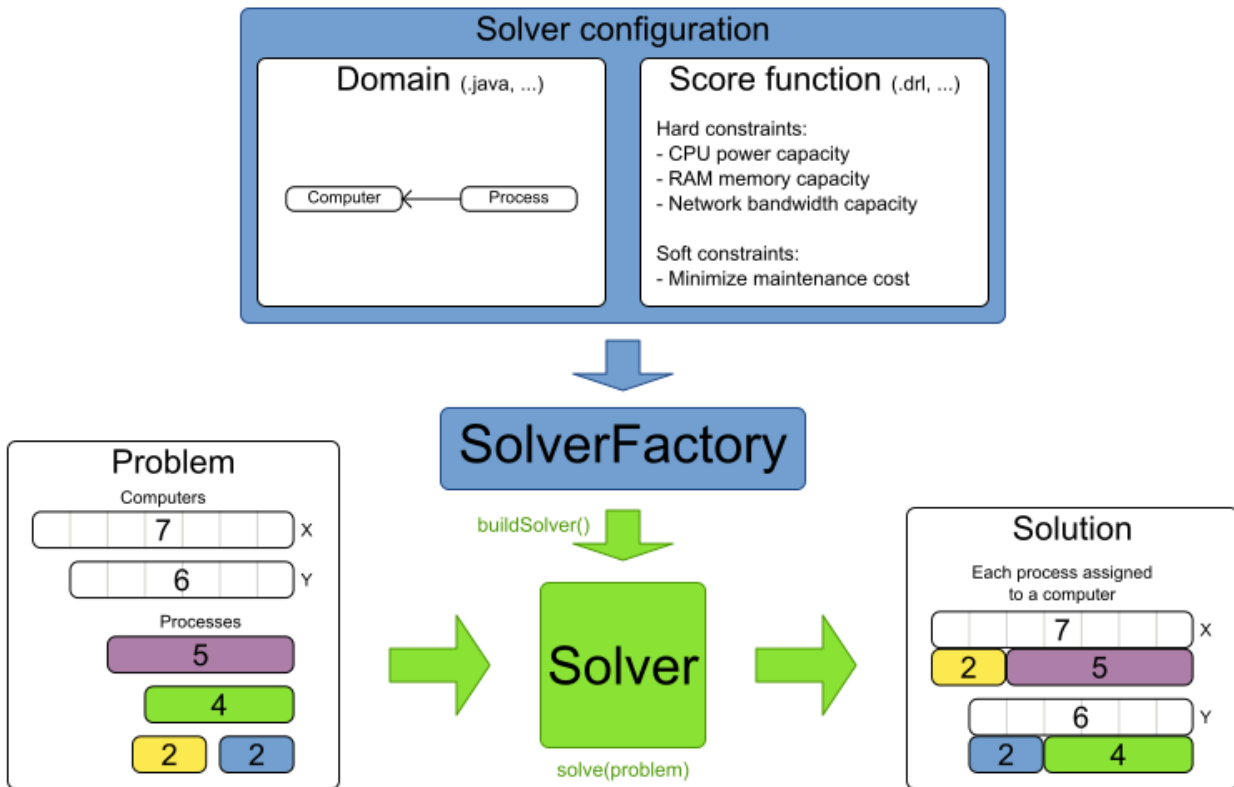 Solver configuration
Domain (.java, ...)
Computer
Process
Score function (.drl, ...)
Hard constraints:
- CPU power capacity
- RAM memory capacity
- Network bandwidth capacity
Soft constraints:
- Minimize maintenance cost
SolverFactory
buildSolver()
Problem
Computers
7 X
6 Y
Processes
5
4
2 2
Solver
solve(problem)
Solution
Each process assigned
to a computer
7 X
2 5
6 Y
2 4